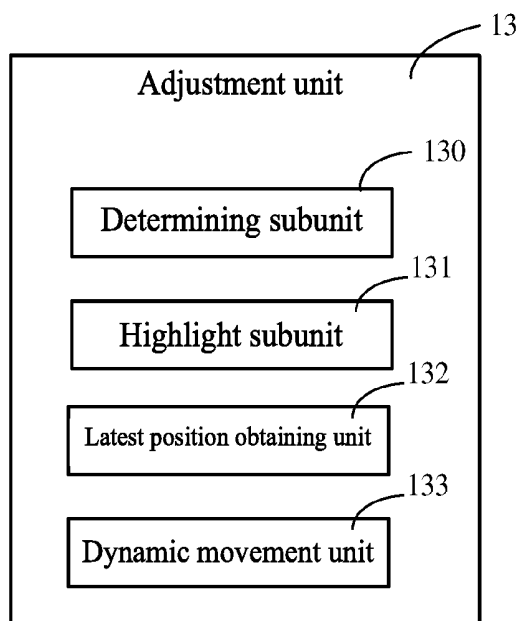 13
Adjustment unit
130
Determining subunit
131
Highlight subunit
132
Latest position obtaining unit
133
Dynamic movement unit